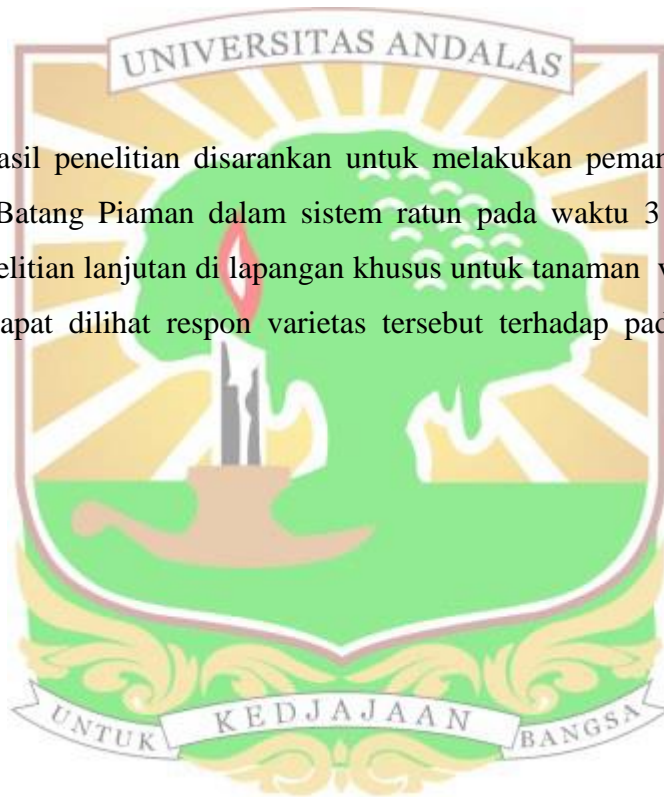 UNIVERSITAS ANDALAS
asil penelitian disarankan untuk melakukan peman
Batang Piaman dalam sistem ratun pada waktu 3
elitian lanjutan di lapangan khusus untuk tanaman v
apat dilihat respon varietas tersebut terhadap pad
UNTUK KEDJAJAAN BANGSA